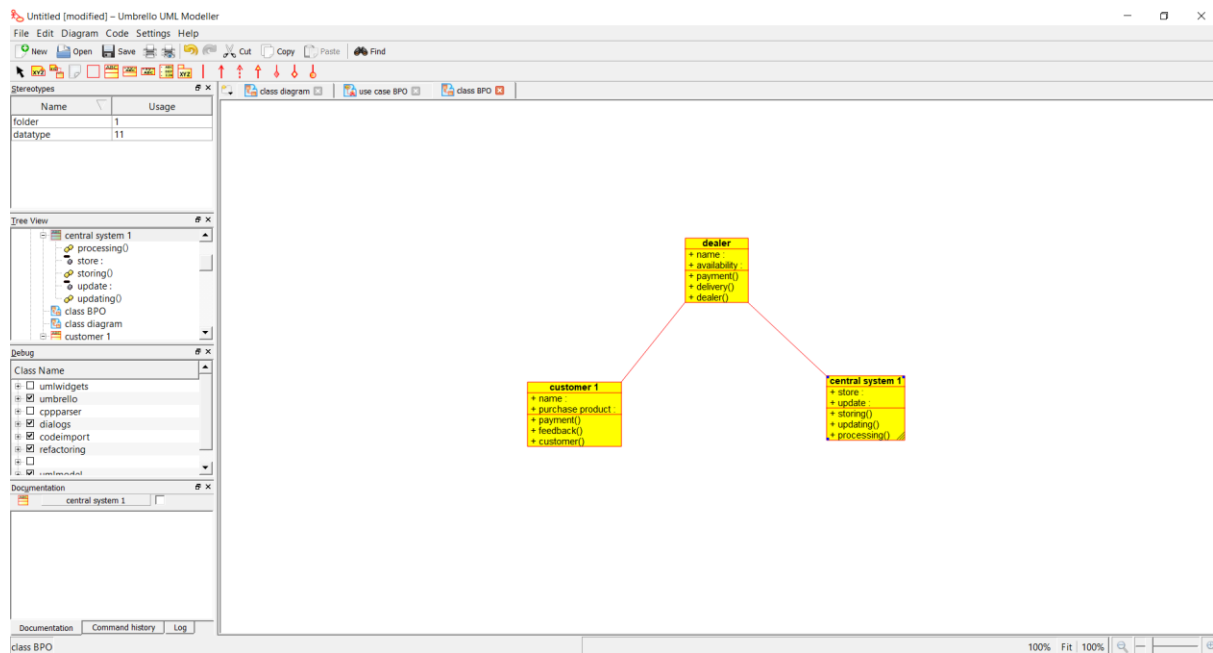 Untitled [modified] – Umbrello UML Modeller
File Edit Diagram Code Settings Help
New Open Save Cut Copy Paste Find
Stereotypes
Name Usage
folder 1
datatype 11
Tree View
central system 1
processing()
store :
storing()
update :
updating()
class BPO
class diagram
customer 1
Debug
Class Name
umlwidgets
umbrello
cppparser
dialogs
codeimport
refactoring
umlmodel
Documentation
central system 1
Documentation Command history Log
class diagram use case BPO class BPO
dealer
+ name :
+ availability :
+ payment()
+ delivery()
+ dealer()
customer 1
+ name :
+ purchase product :
+ payment()
+ feedback()
+ customer()
central system 1
+ store :
+ update :
+ storing()
+ updating()
+ processing()
class BPO
100% Fit 100%